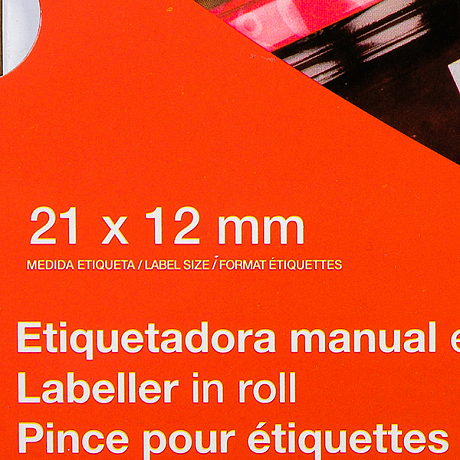 21 x 12 mm
MEDIDA ETIQUETA / LABEL SIZE / FORMAT ÉTIQUETTES
Etiquetadora manual e
Labeller in roll
Pince pour étiquettes